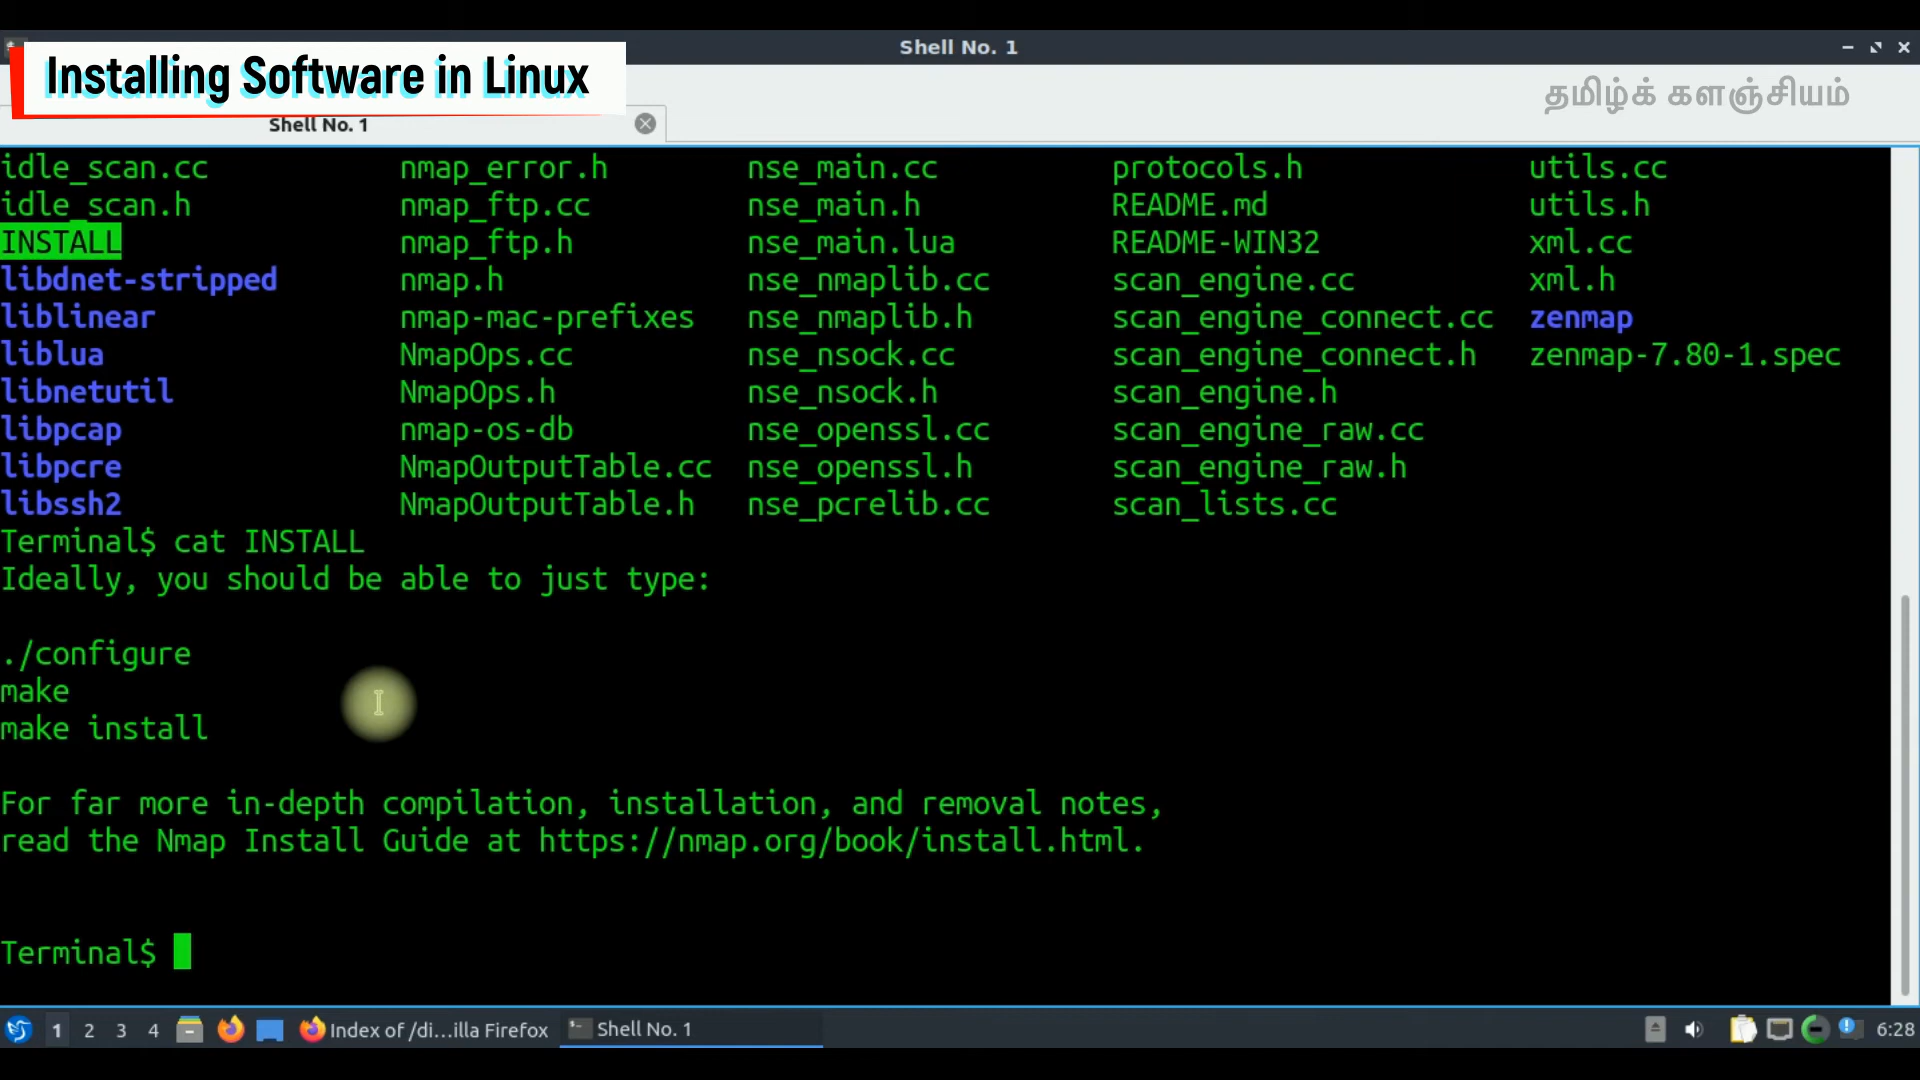 Shell No. 1
Installing Software in Linux
தமிழ்க் களஞ்சியம்
Shell No. 1
idle_scan.cc nmap_error.h nse_main.cc protocols.h utils.cc
idle_scan.h nmap_ftp.cc nse_main.h README.md utils.h
INSTALL nmap_ftp.h nse_main.lua README-WIN32 xml.cc
libdnet-stripped nmap.h nse_nmaplib.cc scan_engine.cc xml.h
liblinear nmap-mac-prefixes nse_nmaplib.h scan_engine_connect.cc zenmap
liblua NmapOps.cc nse_nsock.cc scan_engine_connect.h zenmap-7.80-1.spec
libnetutil NmapOps.h nse_nsock.h scan_engine.h
libpcap nmap-os-db nse_openssl.cc scan_engine_raw.cc
libpcre NmapOutputTable.cc nse_openssl.h scan_engine_raw.h
libssh2 NmapOutputTable.h nse_pcrelib.cc scan_lists.cc
Terminal$ cat INSTALL
Ideally, you should be able to just type:
./configure
make
make install
For far more in-depth compilation, installation, and removal notes,
read the Nmap Install Guide at https://nmap.org/book/install.html.
Terminal$
1 2 3 4 Index of /di...illa Firefox Shell No. 1 6:28